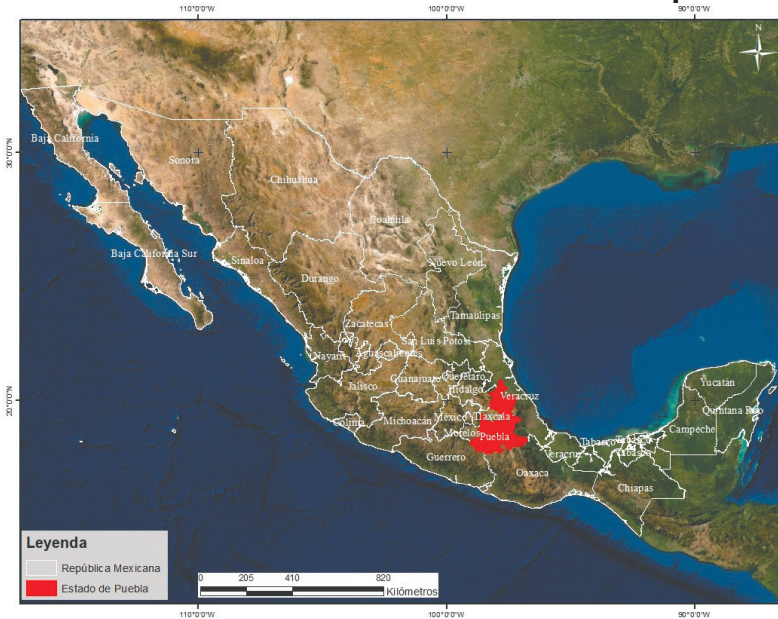 110°0'0"W
100°0'0"W
90°0'0"W
N
30°0'0"N
20°0'0"N
Baja California
Sonora
Chihuahua
Coahuila
Baja California Sur
Sinaloa
Nuevo León
Durango
Tamaulipas
Zacatecas
San Luis Potosí
Nayarit
Aguascalientes
Guanajuato
Querétaro
Hidalgo
Veracruz
Yucatán
Jalisco
Quintana Roo
Tlaxcala
Colima
Michoacán
México
Campeche
Morelos
Puebla
Tabasco
Tabasco
Veracruz
Tabasco
Guerrero
Oaxaca
Chiapas
Leyenda
República Mexicana
Estado de Puebla
0 205 410 820
Kilómetros
110°0'0"W
100°0'0"W
90°0'0"W